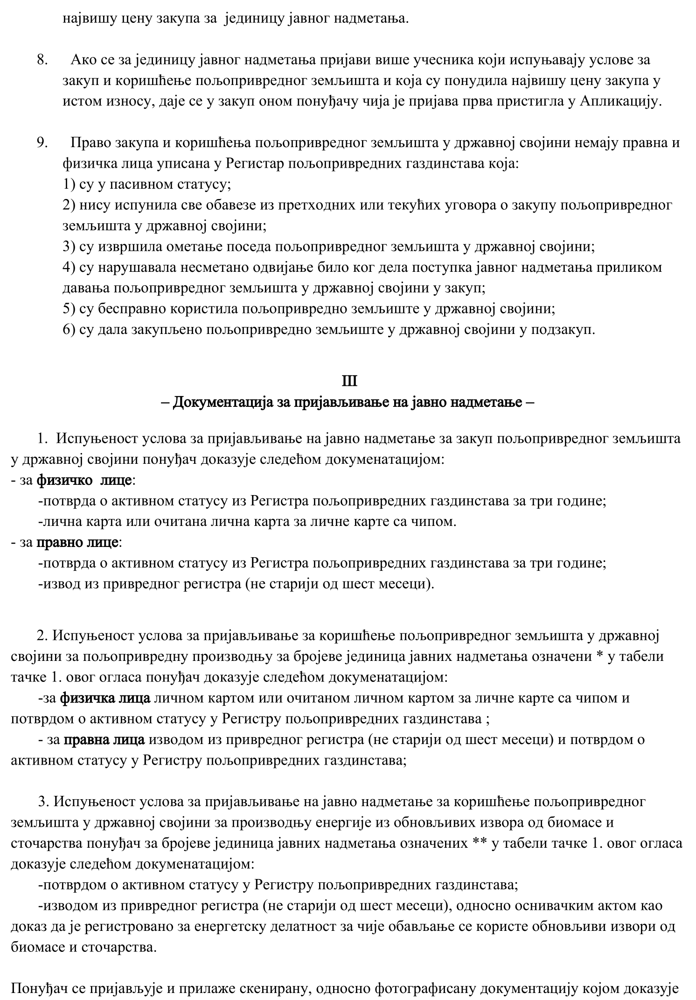 највишу цену закупа за  јединицу јавног надметања.
8. Ако се за јединицу јавног надметања пријави више учесника који испуњавају услове за
закуп и коришћење пољопривредног земљишта и која су понудила највишу цену закупа у
истом износу, даје се у закуп оном понуђачу чија је пријава прва пристигла у Апликацију.
9. Право закупа и коришћења пољопривредног земљишта у државној својини немају правна и
физичка лица уписана у Регистар пољопривредних газдинстава која:
1) су у пасивном статусу;
2) нису испунила све обавезе из претходних или текућих уговора о закупу пољопривредног
земљишта у државној својини;
3) су извршила ометање поседа пољопривредног земљишта у државној својини;
4) су нарушавала несметано одвијање било ког дела поступка јавног надметања приликом
давања пољопривредног земљишта у државној својини у закуп;
5) су бесправно користила пољопривредно земљиште у државној својини;
6) су дала закупљено пољопривредно земљиште у државној својини у подзакуп.
III
– Документација за пријављивање на јавно надметање –
1. Испуњеност услова за пријављивање на јавно надметање за закуп пољопривредног земљишта
у државној својини понуђач доказује следећом докуменатацијом:
- за физичко  лице:
-потврда о активном статусу из Регистра пољопривредних газдинстава за три године;
-лична карта или очитана лична карта за личне карте са чипом.
- за правно лице:
-потврда о активном статусу из Регистра пољопривредних газдинстава за три године;
-извод из привредног регистра (не старији од шест месеци).
2. Испуњеност услова за пријављивање за коришћење пољопривредног земљишта у државној
својини за пољопривредну производњу за бројеве јединица јавних надметања означени * у табели
тачке 1. овог огласа понуђач доказује следећом докуменатацијом:
-за физичка лица личном картом или очитаном личном картом за личне карте са чипом и
потврдом о активном статусу у Регистру пољопривредних газдинстава ;
- за правна лица изводом из привредног регистра (не старији од шест месеци) и потврдом о
активном статусу у Регистру пољопривредних газдинстава;
3. Испуњеност услова за пријављивање на јавно надметање за коришћење пољопривредног
земљишта у државној својини за производњу енергије из обновљивих извора од биомасе и
сточарства понуђач за бројеве јединица јавних надметања означених ** у табели тачке 1. овог огласа
доказује следећом докуменатацијом:
-потврдом о активном статусу у Регистру пољопривредних газдинстава;
-изводом из привредног регистра (не старији од шест месеци), односно оснивачким актом као
доказ да је регистровано за енергетску делатност за чије обављање се користе обновљиви извори од
биомасе и сточарства.
Понуђач се пријављује и прилаже скенирану, односно фотографисану документацију којом доказује